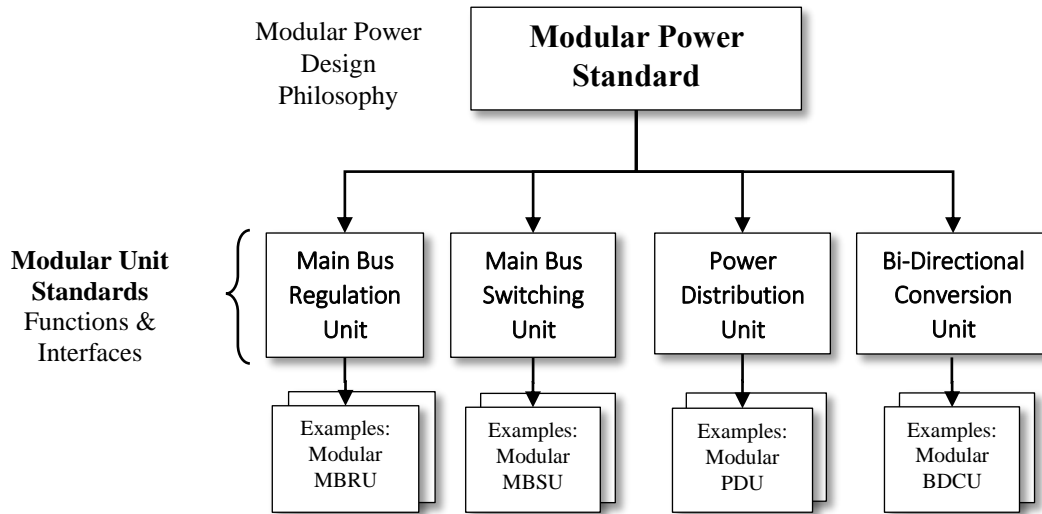 Modular Power
Design
Philosophy
Modular Power
Standard
Modular Unit
Standards
Functions &
Interfaces
Main Bus
Regulation
Unit
Main Bus
Switching
Unit
Power
Distribution
Unit
Bi-Directional
Conversion
Unit
Examples:
Modular
MBRU
Examples:
Modular
MBSU
Examples:
Modular
PDU
Examples:
Modular
BDCU